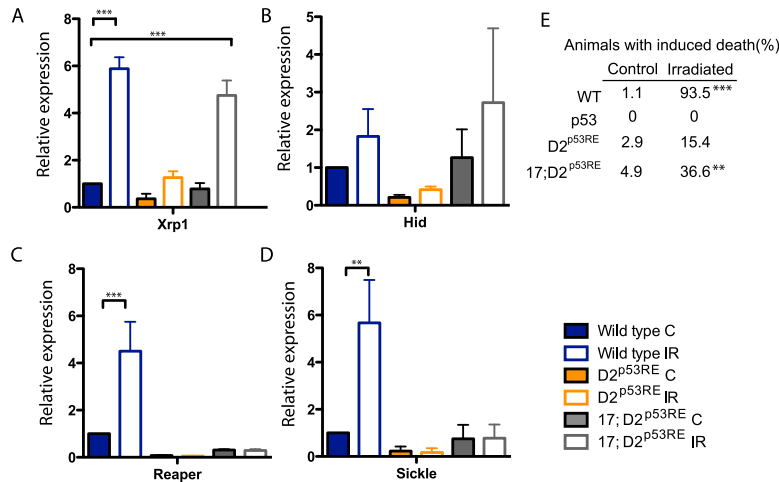 A
***
***
Relative expression
8
6
4
2
0
Xrp1
B
Relative expression
5
4
3
2
1
0
Hid
E
Animals with induced death(%)
Control Irradiated
WT 1.1 93.5***
p53 0 0
D2p53RE 2.9 15.4
17;D2p53RE 4.9 36.6**
C
***
Relative expression
8
6
4
2
0
Reaper
D
**
Relative expression
8
6
4
2
0
Sickle
Wild type C
Wild type IR
D2p53RE C
D2p53RE IR
17; D2p53RE C
17; D2p53RE IR